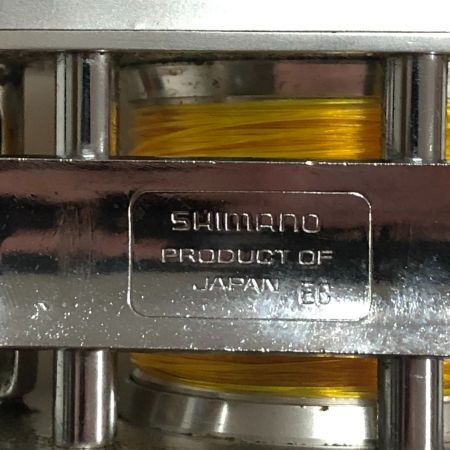 SHIMANO
PRODUCT OF
JAPAN